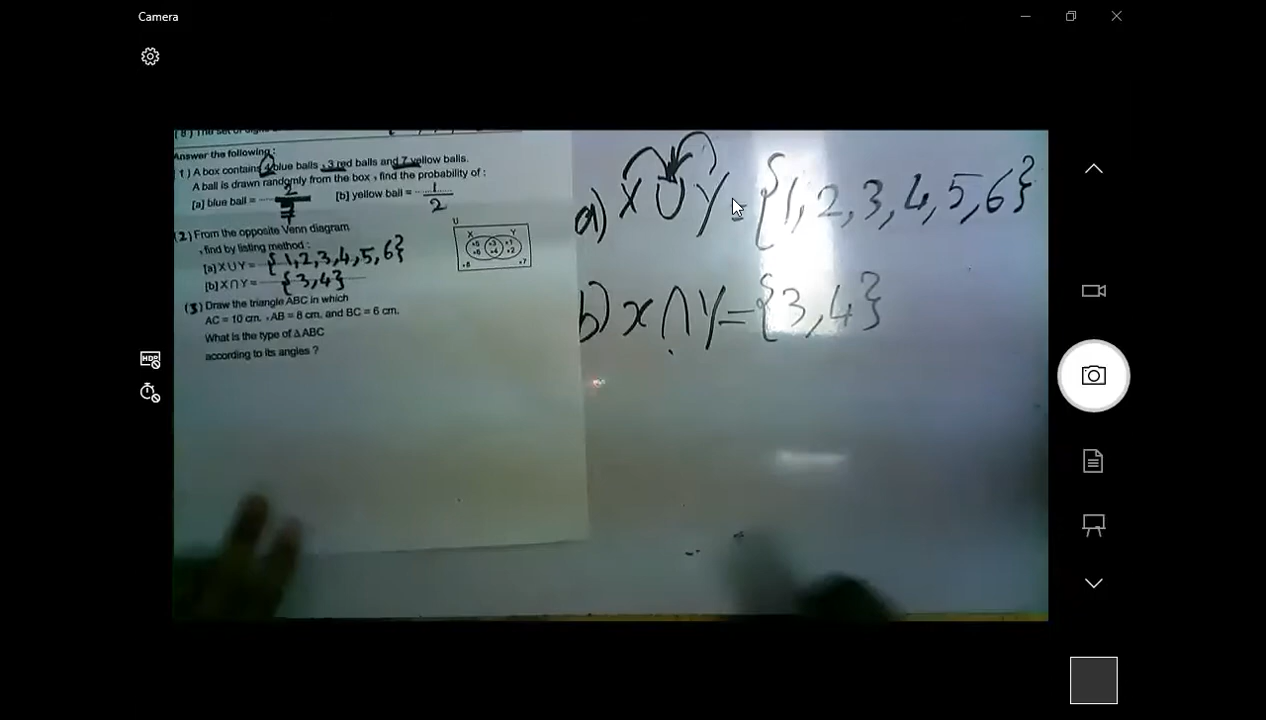 Camera
Answer the following:
1) A box contains 4 blue balls, 3 red balls and 7 yellow balls.
A ball is drawn randomly from the box, find the probability of:
[a] blue ball = 2/7 [b] yellow ball = 1/2
(2) From the opposite Venn diagram
, find by listing method:
[a] X∪Y = {1,2,3,4,5,6}
[b] X∩Y = {3,4}
U
X Y
(3) Draw the triangle ABC in which
AC = 10 cm, AB = 8 cm, and BC = 6 cm.
What is the type of Δ ABC
according to its angles ?
a) X∪Y = {1,2,3,4,5,6}
b) x∩Y = {3,4}